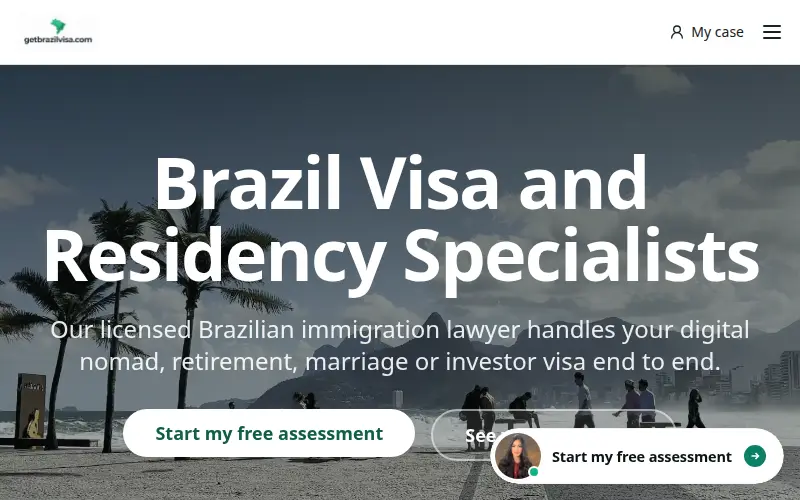 getbrazilvisa.com
My case
Brazil Visa and
Residency Specialists
Our licensed Brazilian immigration lawyer handles your digital
nomad, retirement, marriage or investor visa end to end.
Start my free assessment
See
Start my free assessment